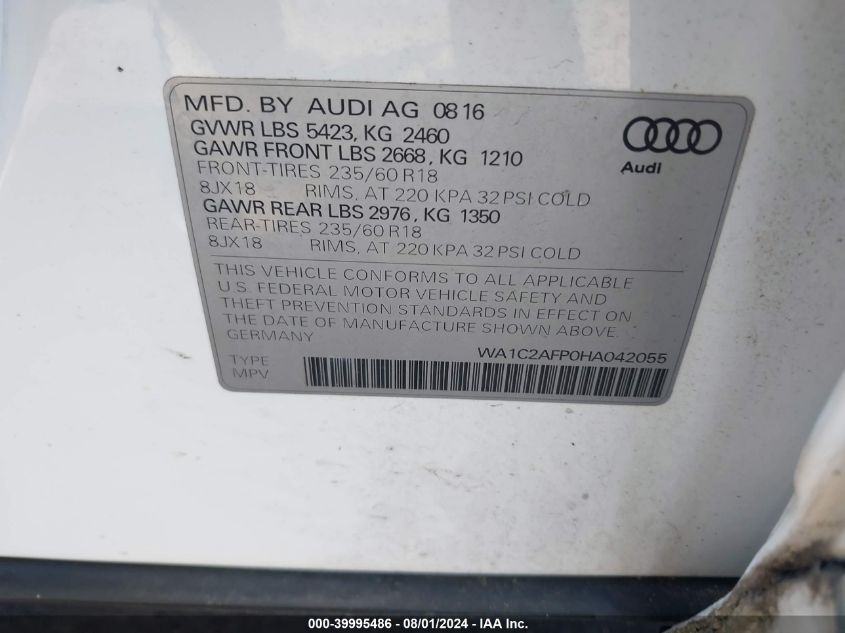 MFD. BY AUDI AG 0816
GVWR LBS 5423, KG 2460
GAWR FRONT LBS 2668, KG 1210
FRONT-TIRES 235/60 R18
8JX18 RIMS, AT 220 KPA 32 PSI COLD
GAWR REAR LBS 2976, KG 1350
REAR-TIRES 235/60 R18
8JX18 RIMS, AT 220 KPA 32 PSI COLD
Audi
THIS VEHICLE CONFORMS TO ALL APPLICABLE
U.S. FEDERAL MOTOR VEHICLE SAFETY AND
THEFT PREVENTION STANDARDS IN EFFECT ON
THE DATE OF MANUFACTURE SHOWN ABOVE.
GERMANY
WA1C2AFP0HA042055
TYPE
MPV
000-39995486 - 08/01/2024 - IAA Inc.